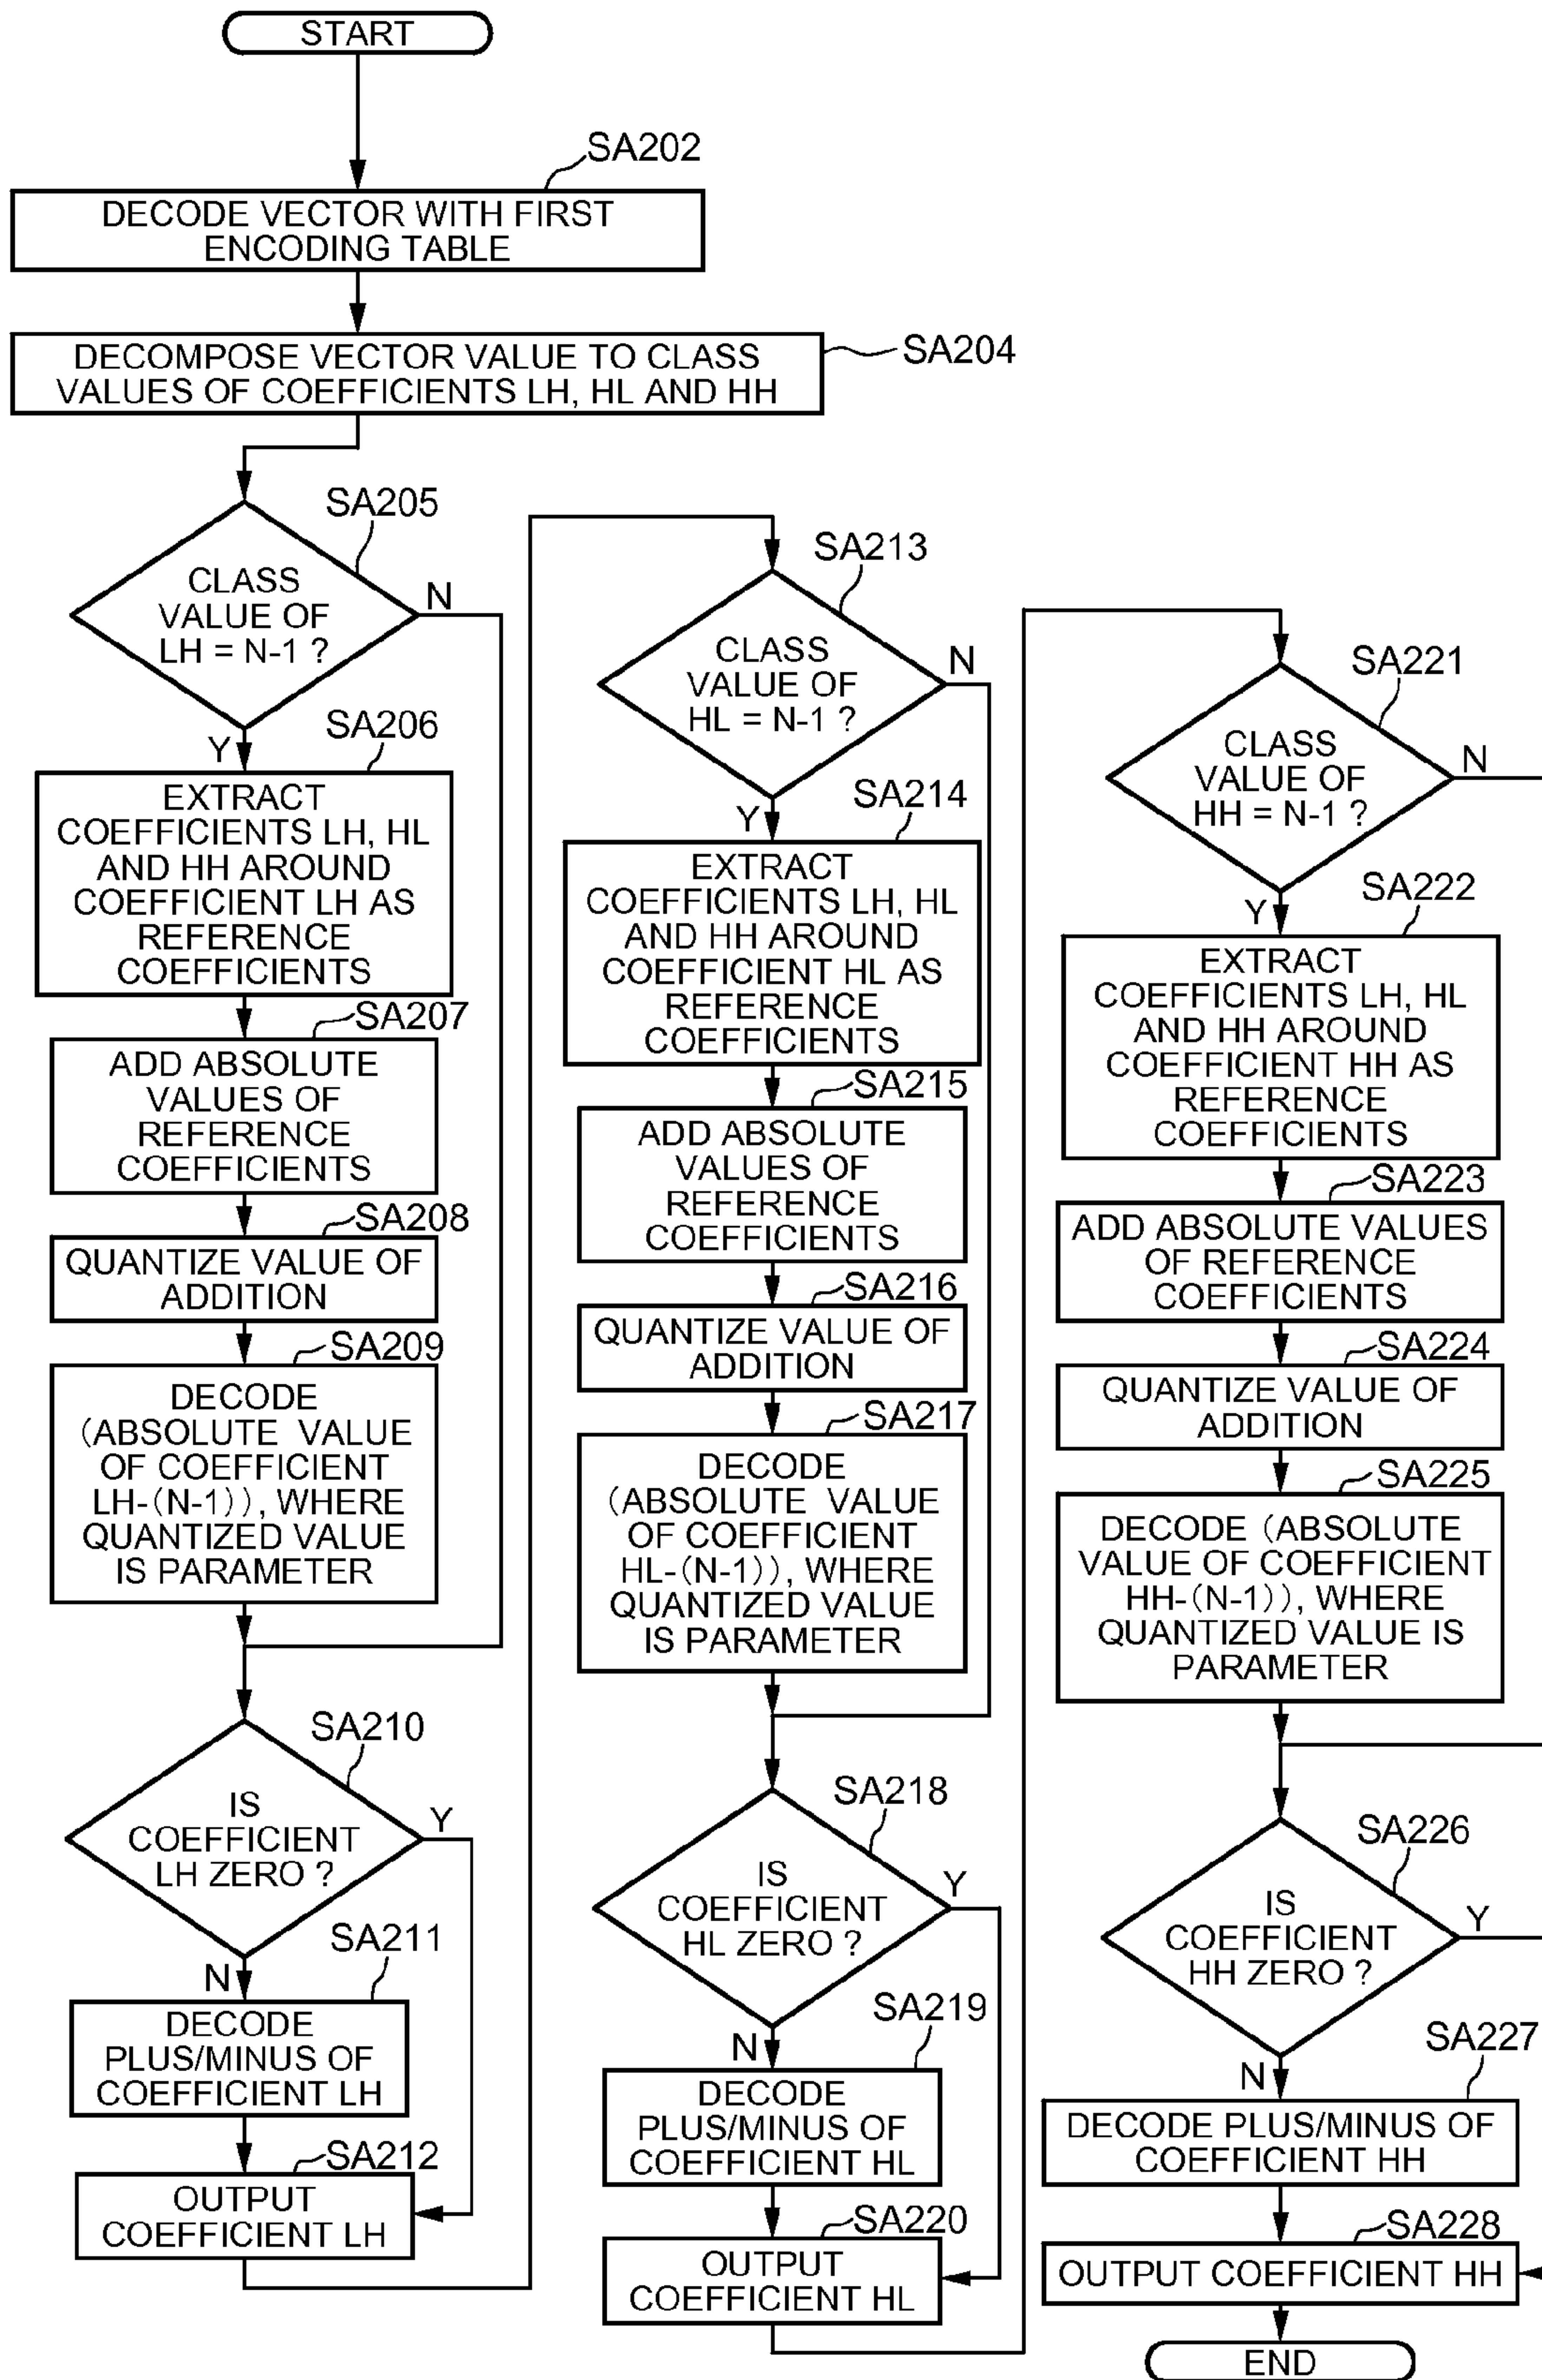 START
SA202
DECODE VECTOR WITH FIRST
ENCODING TABLE
SA204
DECOMPOSE VECTOR VALUE TO CLASS
VALUES OF COEFFICIENTS LH, HL AND HH
SA205
CLASS
VALUE OF
LH = N-1 ?
N
Y
SA206
EXTRACT
COEFFICIENTS LH, HL
AND HH AROUND
COEFFICIENT LH AS
REFERENCE
COEFFICIENTS
SA207
ADD ABSOLUTE
VALUES OF
REFERENCE
COEFFICIENTS
SA208
QUANTIZE VALUE OF
ADDITION
SA209
DECODE
(ABSOLUTE VALUE
OF COEFFICIENT
LH-(N-1)), WHERE
QUANTIZED VALUE
IS PARAMETER
SA210
IS
COEFFICIENT
LH ZERO ?
Y
N
SA211
DECODE
PLUS/MINUS OF
COEFFICIENT LH
SA212
OUTPUT
COEFFICIENT LH
SA213
CLASS
VALUE OF
HL = N-1 ?
N
Y
SA214
EXTRACT
COEFFICIENTS LH, HL
AND HH AROUND
COEFFICIENT HL AS
REFERENCE
COEFFICIENTS
SA215
ADD ABSOLUTE
VALUES OF
REFERENCE
COEFFICIENTS
SA216
QUANTIZE VALUE OF
ADDITION
SA217
DECODE
(ABSOLUTE VALUE
OF COEFFICIENT
HL-(N-1)), WHERE
QUANTIZED VALUE
IS PARAMETER
SA218
IS
COEFFICIENT
HL ZERO ?
Y
N
SA219
DECODE
PLUS/MINUS OF
COEFFICIENT HL
SA220
OUTPUT
COEFFICIENT HL
SA221
CLASS
VALUE OF
HH = N-1 ?
N
Y
SA222
EXTRACT
COEFFICIENTS LH, HL
AND HH AROUND
COEFFICIENT HH AS
REFERENCE
COEFFICIENTS
SA223
ADD ABSOLUTE VALUES
OF REFERENCE
COEFFICIENTS
SA224
QUANTIZE VALUE OF
ADDITION
SA225
DECODE (ABSOLUTE
VALUE OF COEFFICIENT
HH-(N-1)), WHERE
QUANTIZED VALUE IS
PARAMETER
SA226
IS
COEFFICIENT
HH ZERO ?
Y
N
SA227
DECODE PLUS/MINUS OF
COEFFICIENT HH
SA228
OUTPUT COEFFICIENT HH
END